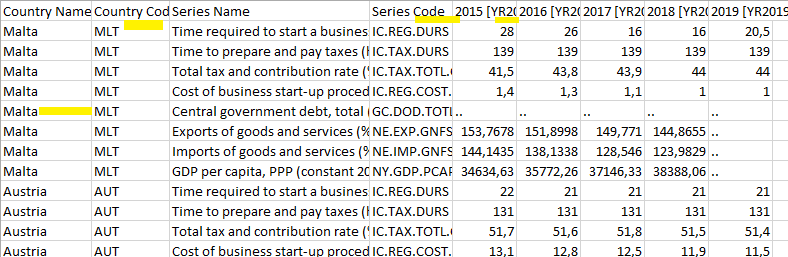 Country Name Country Cod Series Name Series Code 2015 [YR20 2016 [YR20 2017 [YR20 2018 [YR20 2019 [YR2019
Malta MLT Time required to start a busines IC.REG.DURS 28 26 16 16 20,5
Malta MLT Time to prepare and pay taxes (h IC.TAX.DURS 139 139 139 139 139
Malta MLT Total tax and contribution rate (% IC.TAX.TOTL.C 41,5 43,8 43,9 44 44
Malta MLT Cost of business start-up proced IC.REG.COST. 1,4 1,3 1,1 1 1
Malta MLT Central government debt, total ( GC.DOD.TOTL .. .. .. .. ..
Malta MLT Exports of goods and services (% NE.EXP.GNFS 153,7678 151,8998 149,771 144,8655 ..
Malta MLT Imports of goods and services (% NE.IMP.GNFS 144,1435 138,1338 128,546 123,9829 ..
Malta MLT GDP per capita, PPP (constant 20 NY.GDP.PCAP 34634,63 35772,26 37146,33 38388,06 ..
Austria AUT Time required to start a busines IC.REG.DURS 22 21 21 21 21
Austria AUT Time to prepare and pay taxes (h IC.TAX.DURS 131 131 131 131 131
Austria AUT Total tax and contribution rate (% IC.TAX.TOTL.C 51,7 51,6 51,8 51,5 51,4
Austria AUT Cost of business start-up proced IC.REG.COST. 13,1 12,8 12,5 11,9 11,5